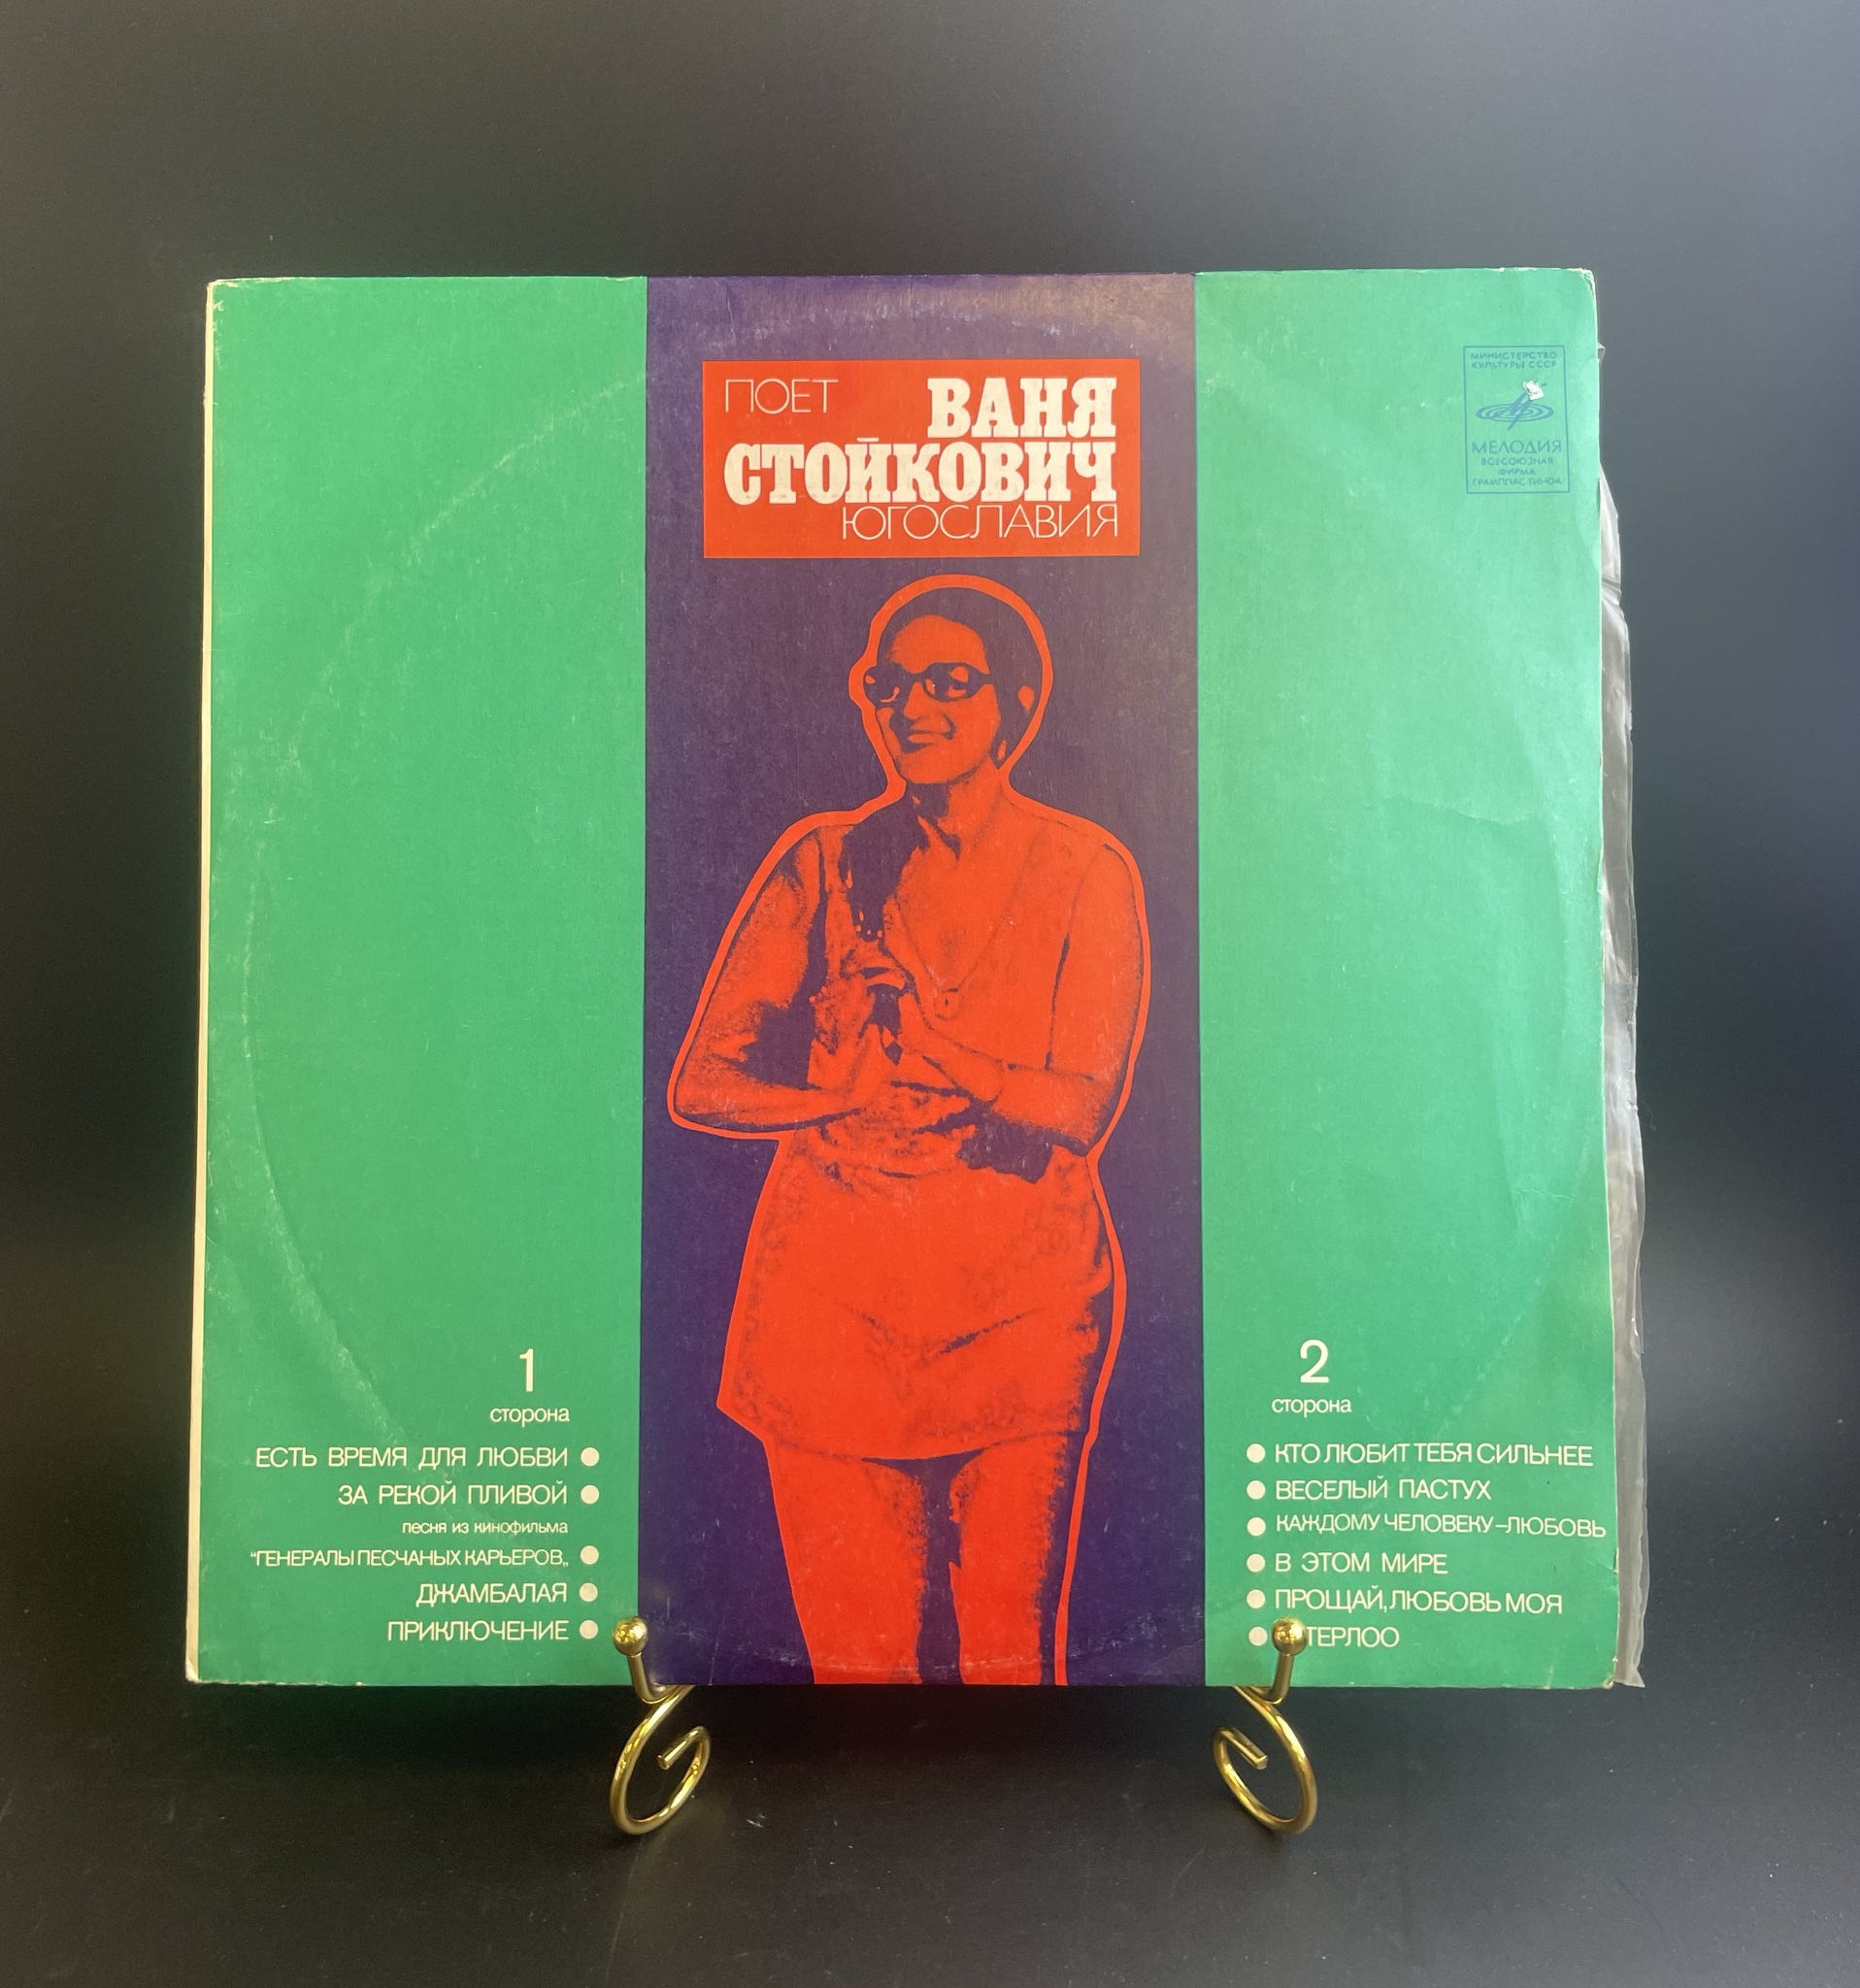 ПОЕТ ВАНЯ
СТОЙКОВИЧ
ЮГОСЛАВИЯ
МИНИСТЕРСТВО
КУЛЬТУРЫ СССР
МЕЛОДИЯ
ВСЕСОЮЗНАЯ
ФИРМА
ГРАМПЛАСТИНОК
1
сторона
ЕСТЬ ВРЕМЯ ДЛЯ ЛЮБВИ
ЗА РЕКОЙ ПЛИВОЙ
песня из кинофильма
"ГЕНЕРАЛЫ ПЕСЧАНЫХ КАРЬЕРОВ„
ДЖАМБАЛАЯ
ПРИКЛЮЧЕНИЕ
2
сторона
КТО ЛЮБИТ ТЕБЯ СИЛЬНЕЕ
ВЕСЕЛЫЙ ПАСТУХ
КАЖДОМУ ЧЕЛОВЕКУ–ЛЮБОВЬ
В ЭТОМ МИРЕ
ПРОЩАЙ, ЛЮБОВЬ МОЯ